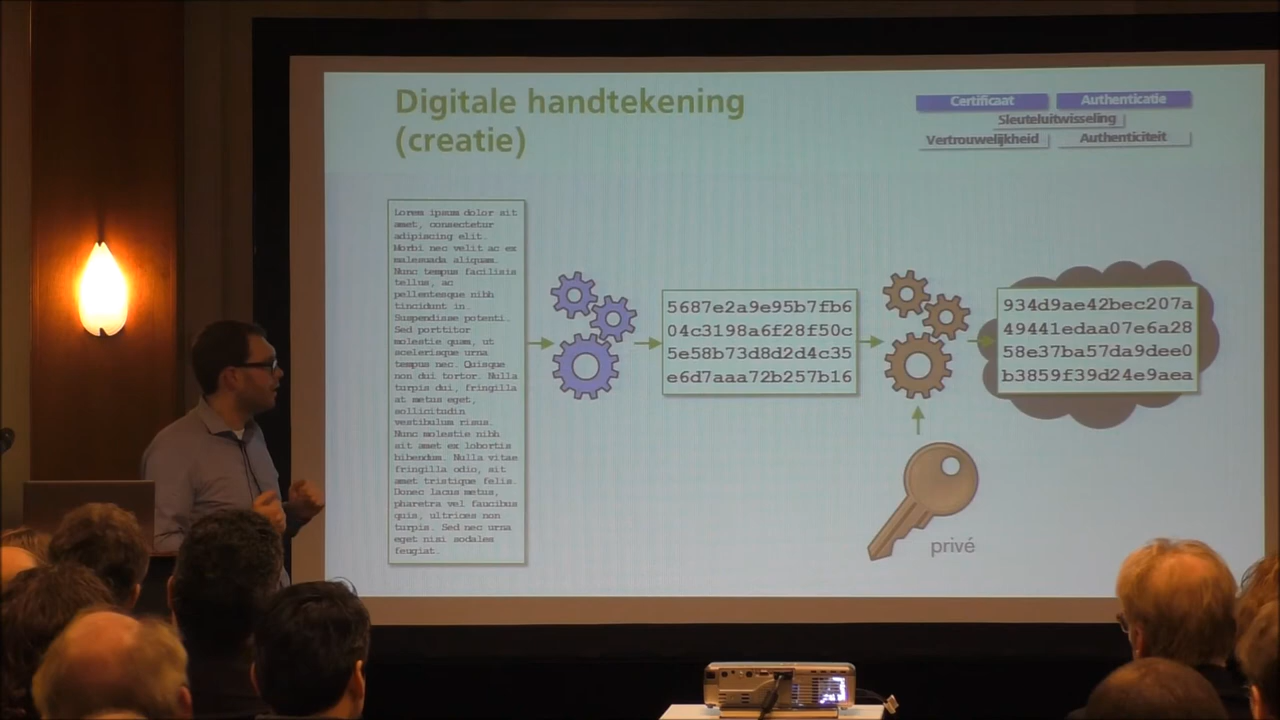 Digitale handtekening
(creatie)
Certificaat
Authenticatie
Sleuteluitwisseling
Vertrouwelijkheid
Authenticiteit
Lorem ipsum dolor sit
amet, consectetur
adipiscing elit.
Morbi nec velit ac ex
malesuada aliquam.
Nunc tempus facilisis
tellus, ac
pellentesque nibh
tincidunt in.
Suspendisse potenti.
Sed porttitor
molestie quam, ut
scelerisque urna
tempus nec. Quisque
non dui tortor. Nulla
turpis dui, fringilla
at metus eget,
sollicitudin
vestibulum risus.
Nunc molestie nibh
sit amet ex lobortis
bibendum. Nulla vitae
fringilla odio, sit
amet tristique felis.
Donec lacus metus,
pharetra vel faucibus
quis, ultrices non
turpis. Sed nec urna
eget nisi sodales
feugiat.
5687e2a9e95b7fb6
04c3198a6f28f50c
5e58b73d8d2d4c35
e6d7aaa72b257b16
934d9ae42bec207a
49441edaa07e6a28
58e37ba57da9dee0
b3859f39d24e9aea
privé